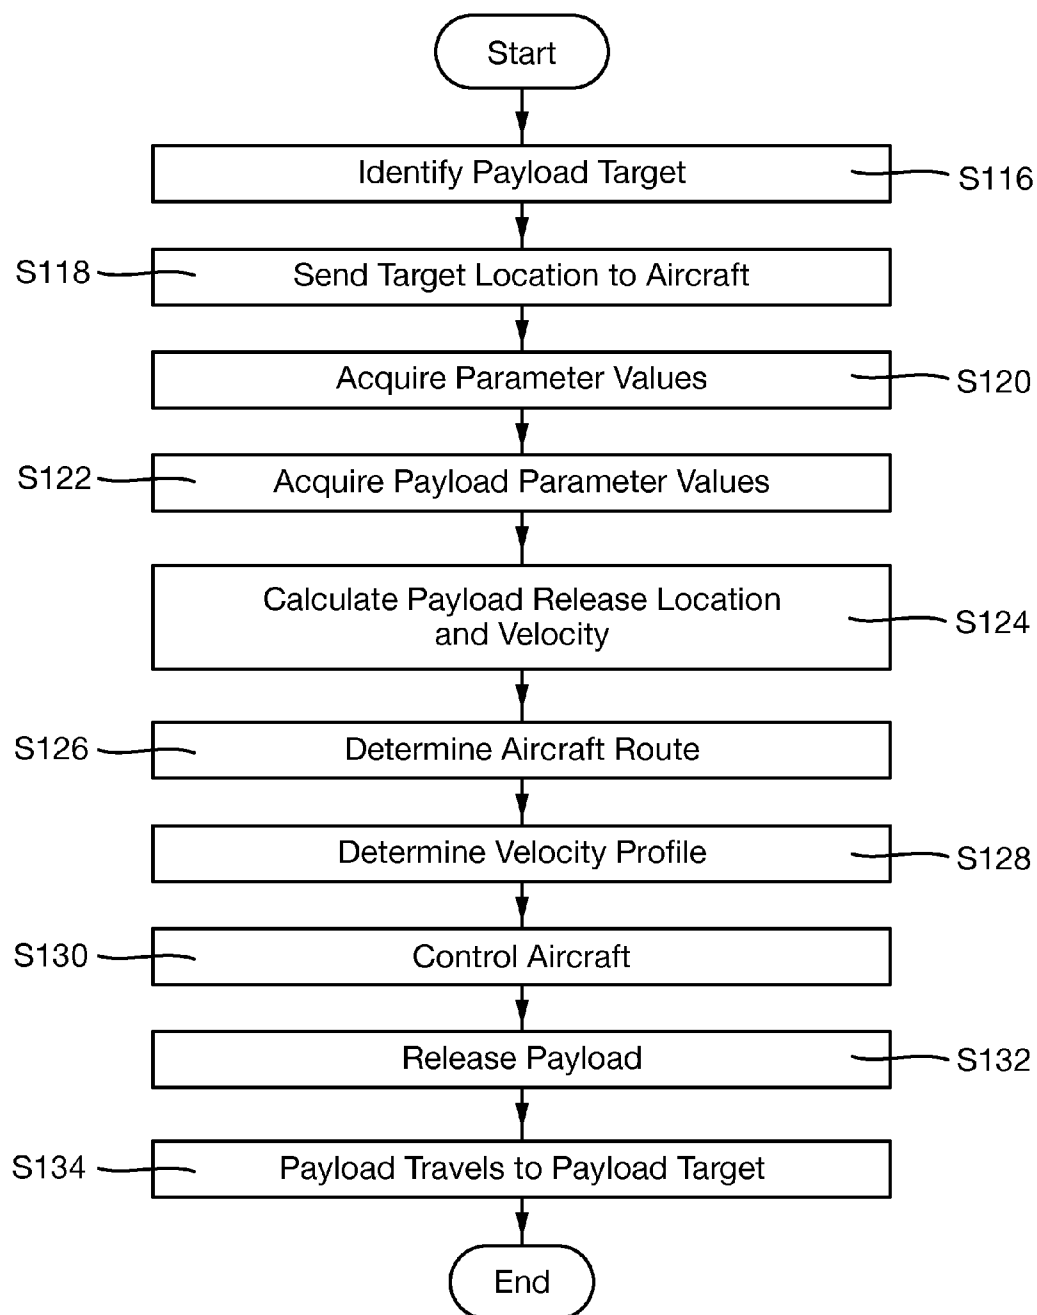 Start
Identify Payload Target
S116
S118
Send Target Location to Aircraft
Acquire Parameter Values
S120
S122
Acquire Payload Parameter Values
Calculate Payload Release Location
and Velocity
S124
S126
Determine Aircraft Route
Determine Velocity Profile
S128
S130
Control Aircraft
Release Payload
S132
S134
Payload Travels to Payload Target
End